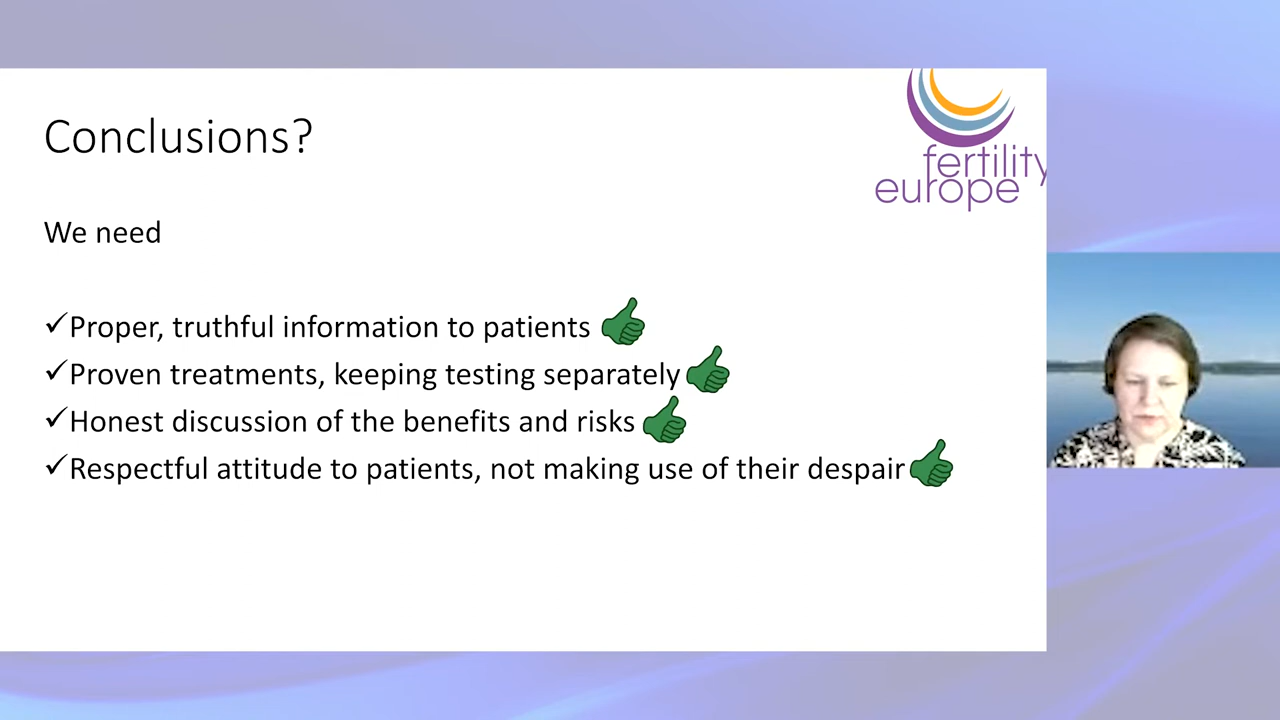 Conclusions?
fertility
europe
We need
✓Proper, truthful information to patients
✓Proven treatments, keeping testing separately
✓Honest discussion of the benefits and risks
✓Respectful attitude to patients, not making use of their despair